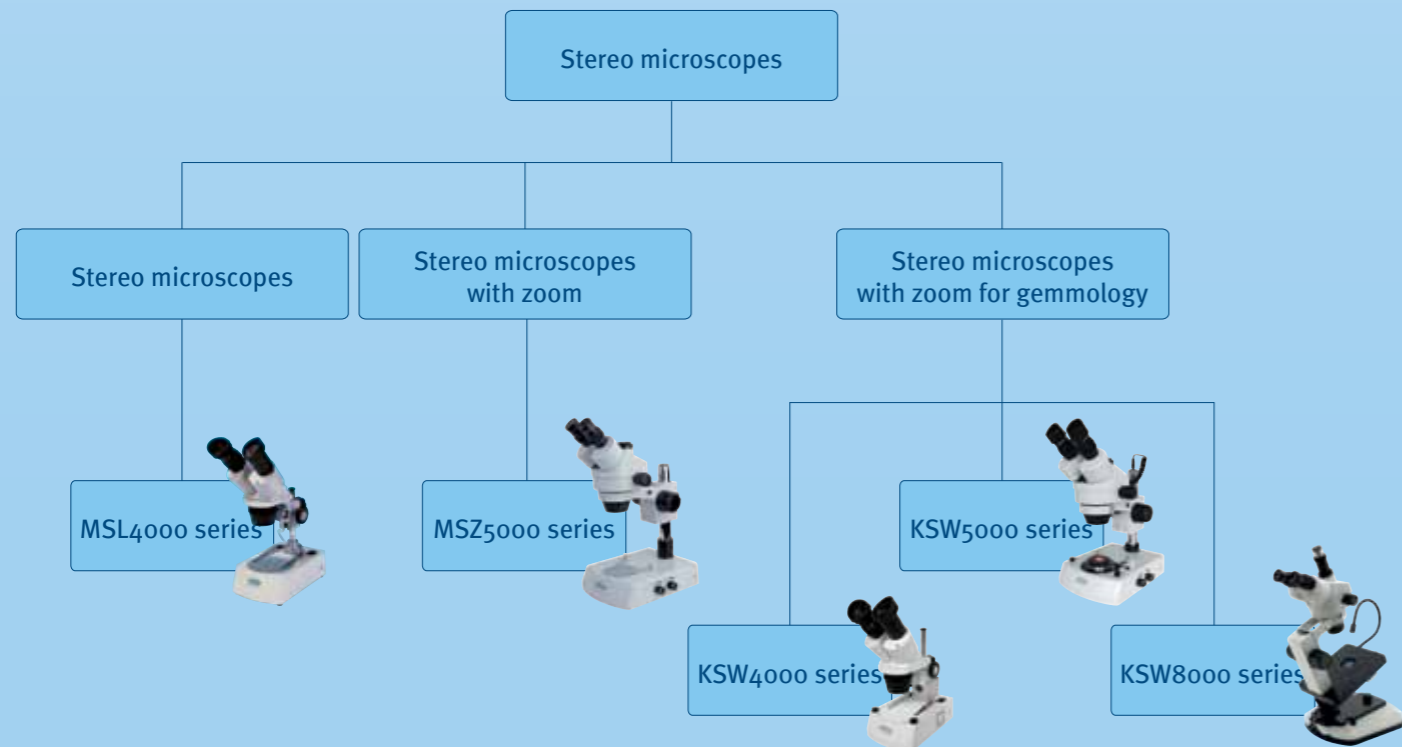 Stereo microscopes
Stereo microscopes
Stereo microscopes
with zoom
Stereo microscopes
with zoom for gemmology
MSL4000 series
MSZ5000 series
KSW5000 series
KSW4000 series
KSW8000 series